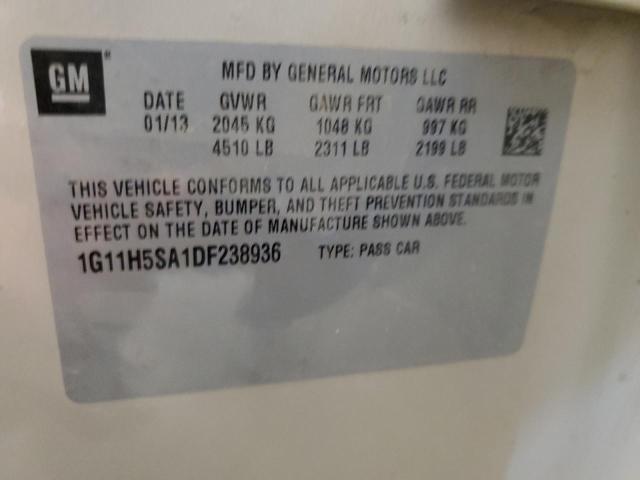 GM
MFD BY GENERAL MOTORS LLC
DATE GVWR GAWR FRT GAWR RR
01/13 2045 KG 1048 KG 997 KG
4510 LB 2311 LB 2199 LB
THIS VEHICLE CONFORMS TO ALL APPLICABLE U.S. FEDERAL MOTOR
VEHICLE SAFETY, BUMPER, AND THEFT PREVENTION STANDARDS IN
EFFECT ON THE DATE OF MANUFACTURE SHOWN ABOVE.
1G11H5SA1DF238936 TYPE: PASS CAR